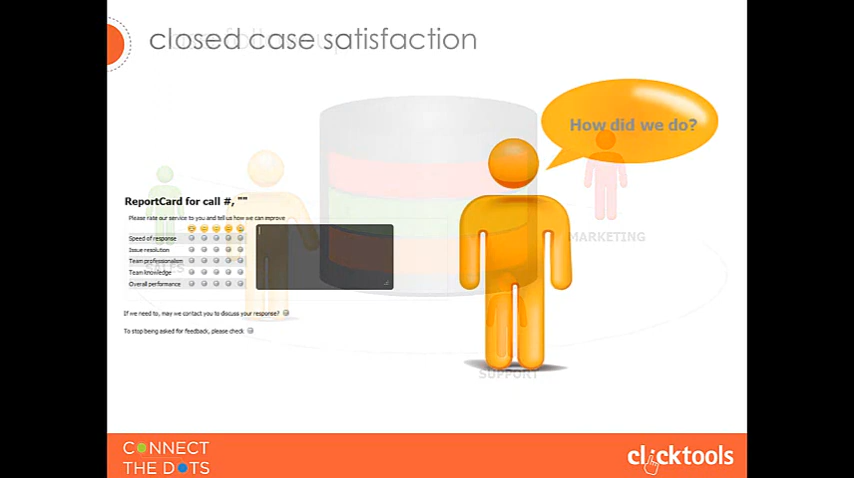 closed case satisfaction
How did we do?
ReportCard for call #, ""
Please rate our service to you and tell us how we can improve
Speed of response
Issue resolution
Team professionalism
Team knowledge
Overall performance
If we need to, may we contact you to discuss your response?
To stop being asked for feedback, please check
SALES
MARKETING
SUPPORT
CONNECT
THE DOTS
clicktools